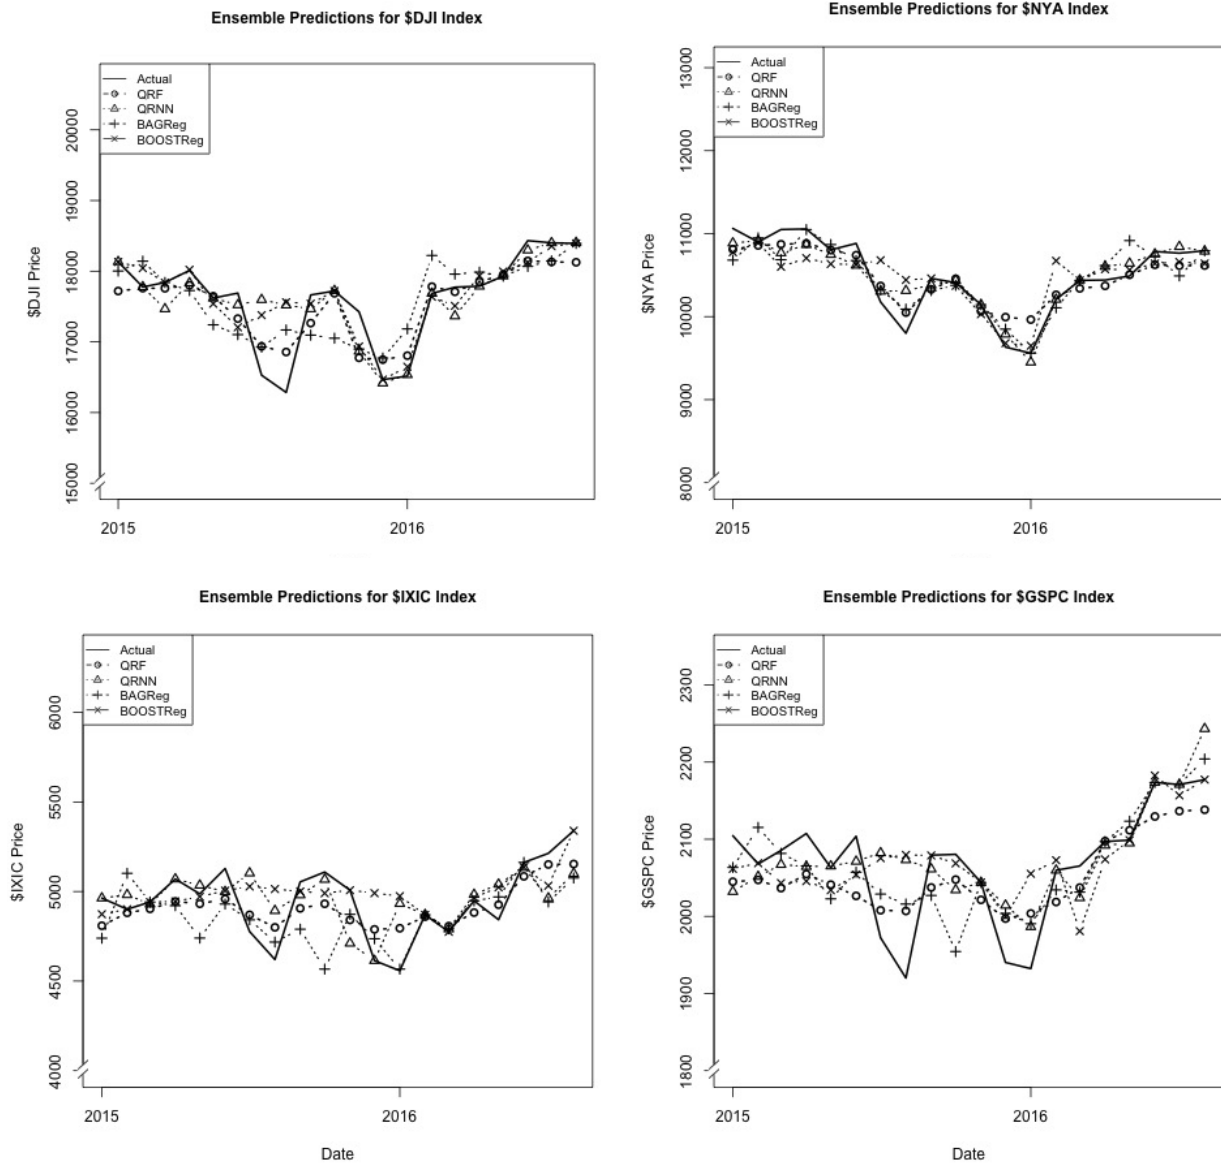 Ensemble Predictions for $DJI Index
Actual
QRF
QRNN
BAGReg
BOOSTReg
$DJI Price
20000
19000
18000
17000
16000
15000
2015
2016
Ensemble Predictions for $NYA Index
Actual
QRF
QRNN
BAGReg
BOOSTReg
$NYA Price
13000
12000
11000
10000
9000
8000
2015
2016
Ensemble Predictions for $IXIC Index
Actual
QRF
QRNN
BAGReg
BOOSTReg
$IXIC Price
6000
5500
5000
4500
4000
2015
2016
Date
Ensemble Predictions for $GSPC Index
Actual
QRF
QRNN
BAGReg
BOOSTReg
$GSPC Price
2300
2200
2100
2000
1900
1800
2015
2016
Date